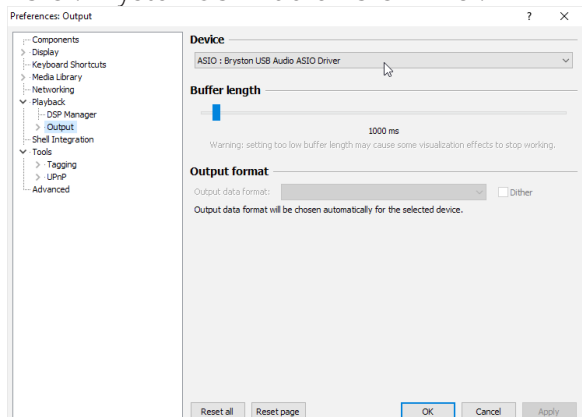 Preferences: Output
Components
Display
Keyboard Shortcuts
Media Library
Networking
Playback
DSP Manager
Output
Shell Integration
Tools
Tagging
UPnP
Advanced
Device
ASIO : Bryston USB Audio ASIO Driver
Buffer length
1000 ms
Warning: setting too low buffer length may cause some visualization effects to stop working.
Output format
Output data format:
Dither
Output data format will be chosen automatically for the selected device.
Reset all Reset page OK Cancel Apply